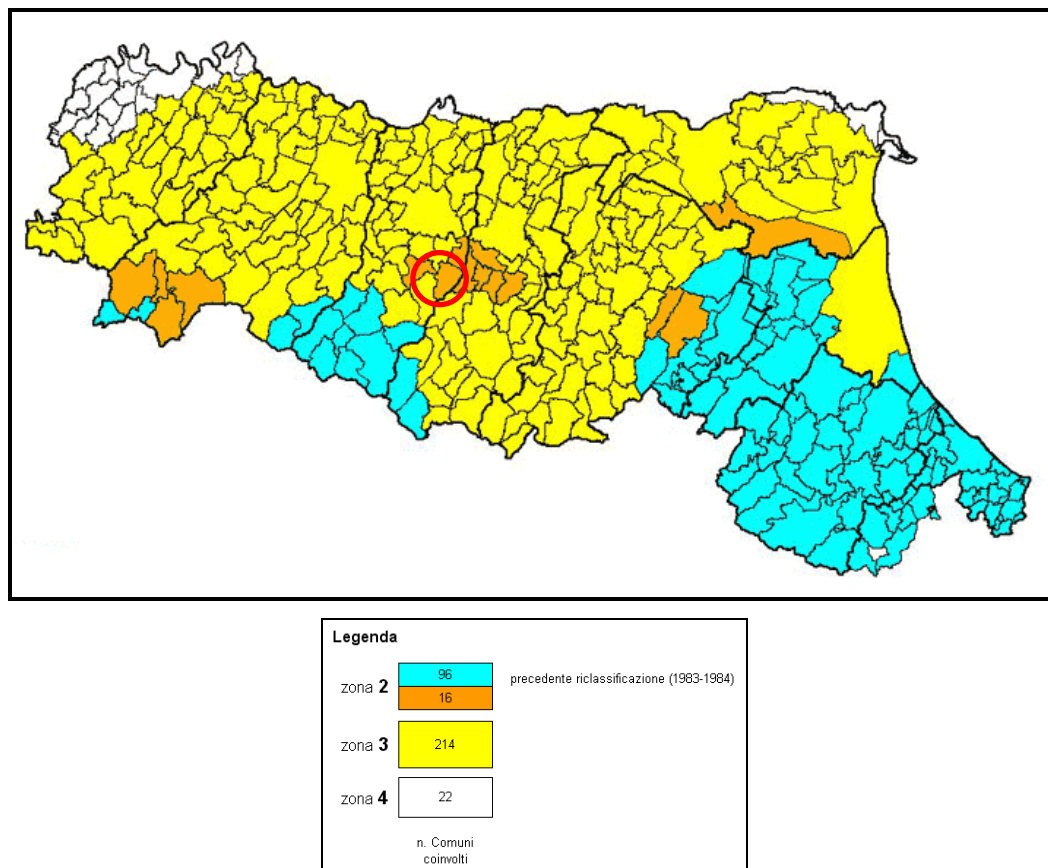 Legenda
zona 2
96
precedente riclassificazione (1983-1984)
16
zona 3
214
zona 4
22
n. Comuni
coinvolti